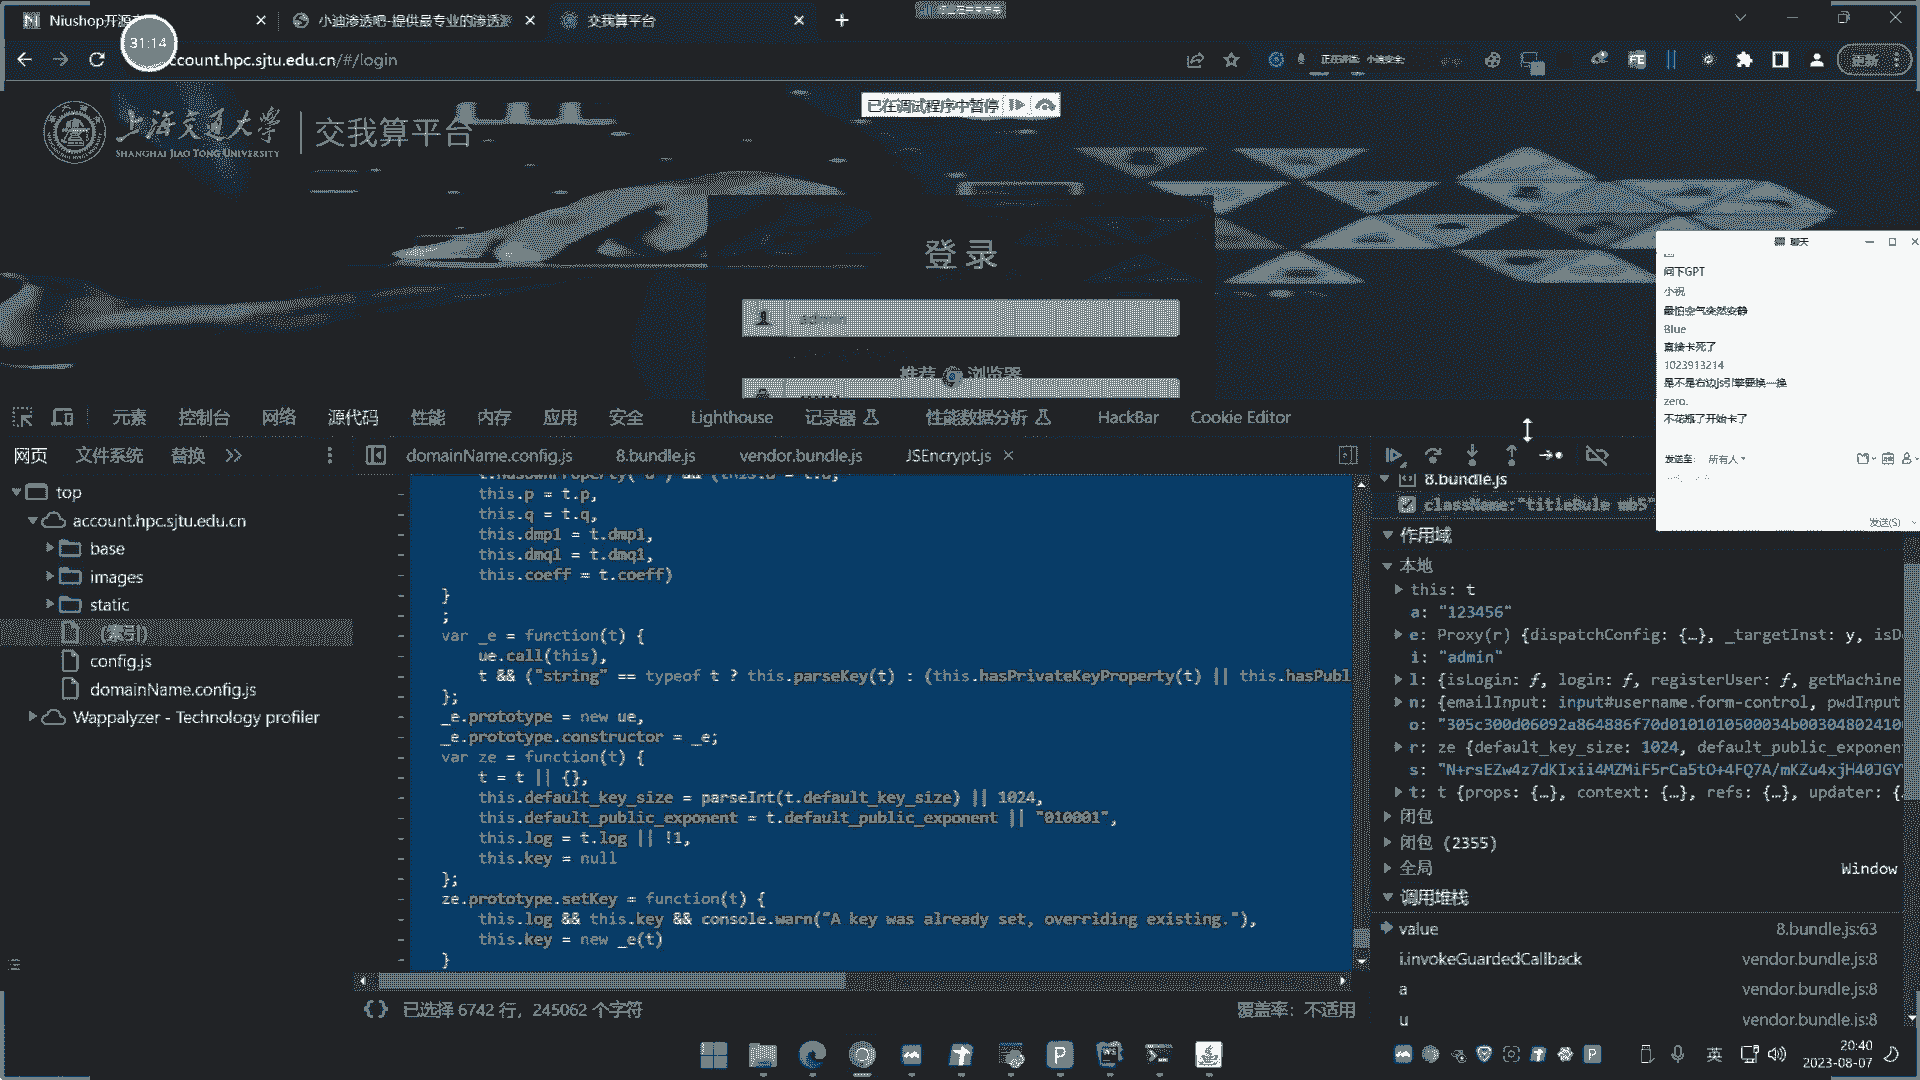 Niushop开源
小迪渗透吧-提供最专业的渗透测
交我算平台
31:14
account.hpc.sjtu.edu.cn/#/login
更新
已在调试程序中暂停
上海交通大学
SHANGHAI JIAO TONG UNIVERSITY
交我算平台
登录
admin
推荐 浏览器
聊天
问下GPT
小祝
最怕空气突然安静
Blue
直接卡死了
1023913214
是不是右边js引擎要换一换
zero.
不花瓶了开始卡了
发送至: 所有人
发送(S)
元素 控制台 网络 源代码 性能 内存 应用 安全 Lighthouse 记录器 性能数据分析 HackBar Cookie Editor
网页 文件系统 替换
domainName.config.js 8.bundle.js vendor.bundle.js JSEncrypt.js
top
account.hpc.sjtu.edu.cn
base
images
static
(索引)
config.js
domainName.config.js
Wappalyzer - Technology profiler
this.p = t.p,
this.q = t.q,
this.dmp1 = t.dmp1,
this.dmq1 = t.dmq1,
this.coeff = t.coeff)
}
;
var _e = function(t) {
ue.call(this),
t && ("string" == typeof t ? this.parseKey(t) : (this.hasPrivateKeyProperty(t) || this.hasPubl
};
_e.prototype = new ue,
_e.prototype.constructor = _e;
var ze = function(t) {
t = t || {},
this.default_key_size = parseInt(t.default_key_size) || 1024,
this.default_public_exponent = t.default_public_exponent || "010001",
this.log = t.log || !1,
this.key = null
};
ze.prototype.setKey = function(t) {
this.log && this.key && console.warn("A key was already set, overriding existing."),
this.key = new _e(t)
}
{} 已选择 6742 行，245062 个字符
覆盖率：不适用
8.bundle.js
className:"titleBule mb5"
作用域
本地
this: t
a: "123456"
e: Proxy(r) {dispatchConfig: {…}, _targetInst: y, isD
i: "admin"
l: {isLogin: ƒ, login: ƒ, registerUser: ƒ, getMachine
n: {emailInput: input#username.form-control, pwdInput
o: "305c300d06092a864886f70d0101010500034b003048024100
r: ze {default_key_size: 1024, default_public_exponen
s: "N+rsEZw4z7dKIxii4MZMiF5rCa5tO+4FQ7A/mKZu4xjH40JGY
t: t {props: {…}, context: {…}, refs: {…}, updater: {
闭包
闭包 (2355)
全局 Window
调用堆栈
value 8.bundle.js:63
i.invokeGuardedCallback vendor.bundle.js:8
a vendor.bundle.js:8
u vendor.bundle.js:8
英
20:40
2023-08-07